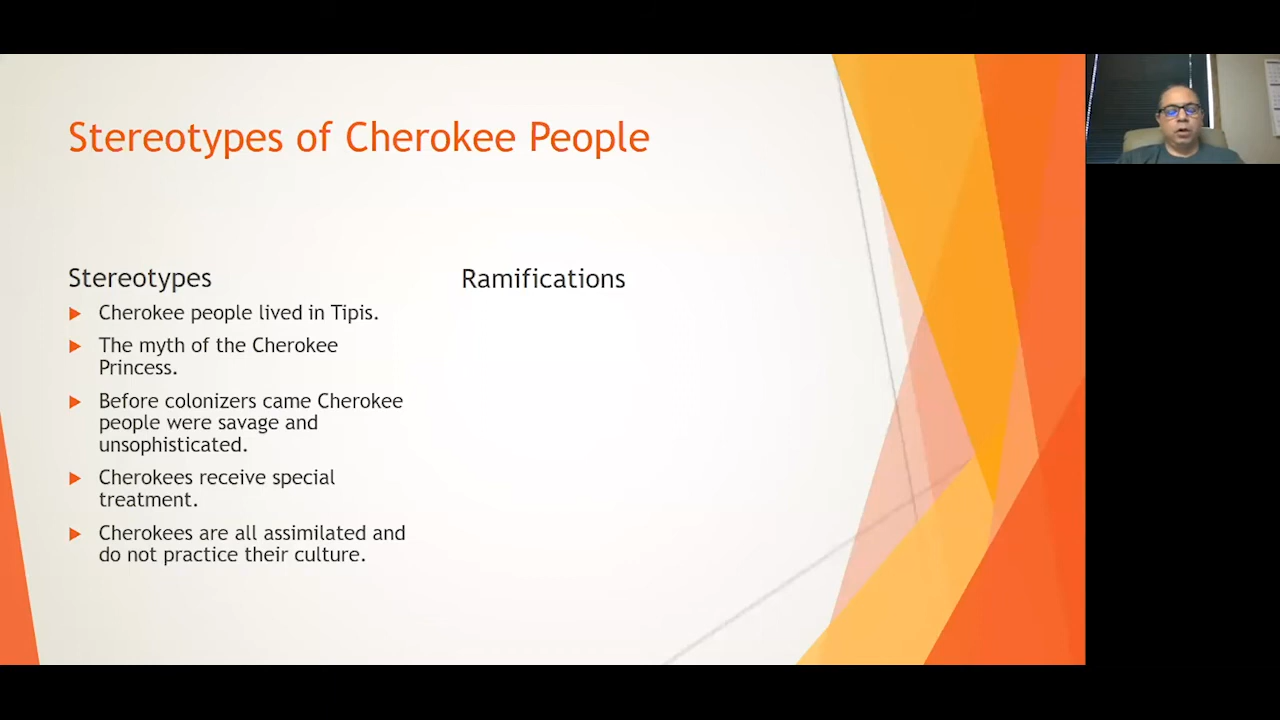 Stereotypes of Cherokee People
Stereotypes
Cherokee people lived in Tipis.
The myth of the Cherokee
Princess.
Before colonizers came Cherokee
people were savage and
unsophisticated.
Cherokees receive special
treatment.
Cherokees are all assimilated and
do not practice their culture.
Ramifications